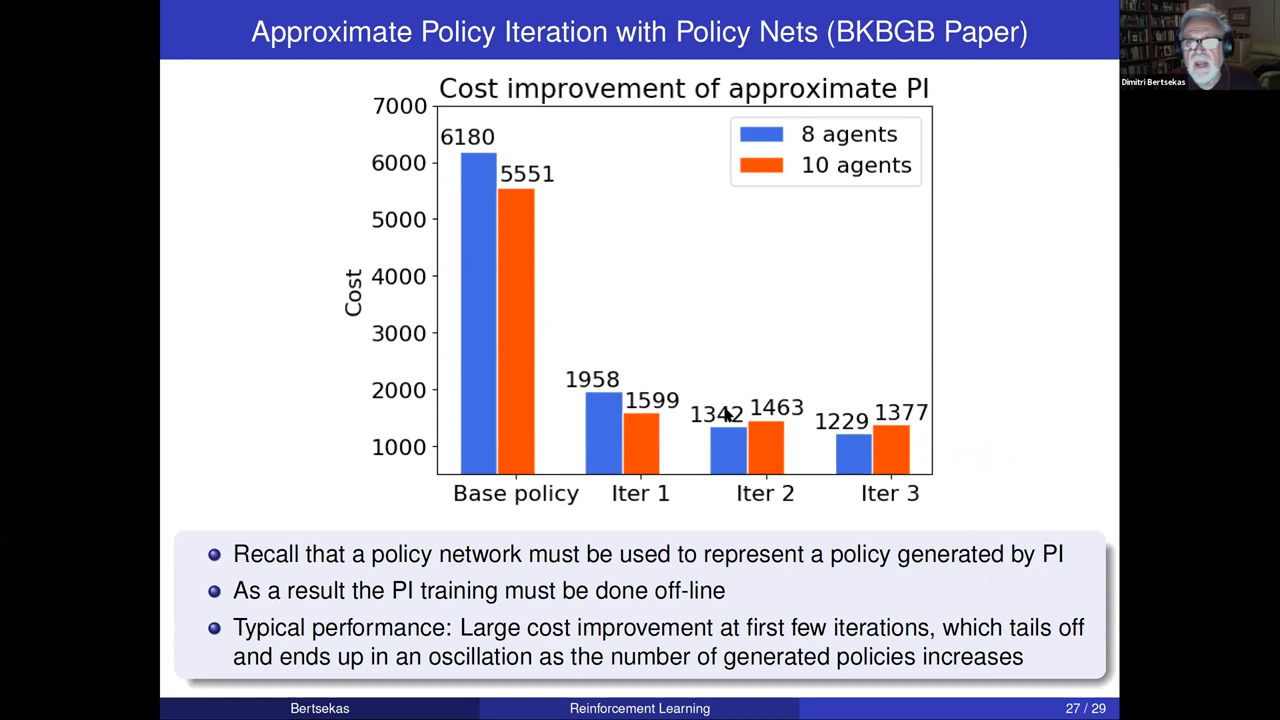 Approximate Policy Iteration with Policy Nets (BKBGB Paper)
Dimitri Bertsekas
Cost improvement of approximate PI
7000
6000
5000
4000
3000
2000
1000
Cost
8 agents
10 agents
6180
5551
1958
1599
1342
1463
1229
1377
Base policy
Iter 1
Iter 2
Iter 3
Recall that a policy network must be used to represent a policy generated by PI
As a result the PI training must be done off-line
Typical performance: Large cost improvement at first few iterations, which tails off
and ends up in an oscillation as the number of generated policies increases
Bertsekas
Reinforcement Learning
27 / 29